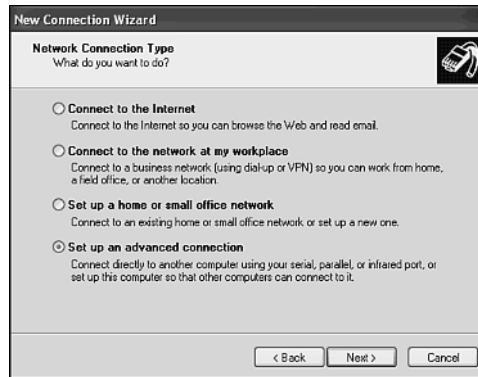 New Connection Wizard
Network Connection Type
What do you want to do?
Connect to the Internet
Connect to the Internet so you can browse the Web and read email.
Connect to the network at my workplace
Connect to a business network (using dial-up or VPN) so you can work from home,
a field office, or another location.
Set up a home or small office network
Connect to an existing home or small office network or set up a new one.
Set up an advanced connection
Connect directly to another computer using your serial, parallel, or infrared port, or
set up this computer so that other computers can connect to it.
< Back Next > Cancel